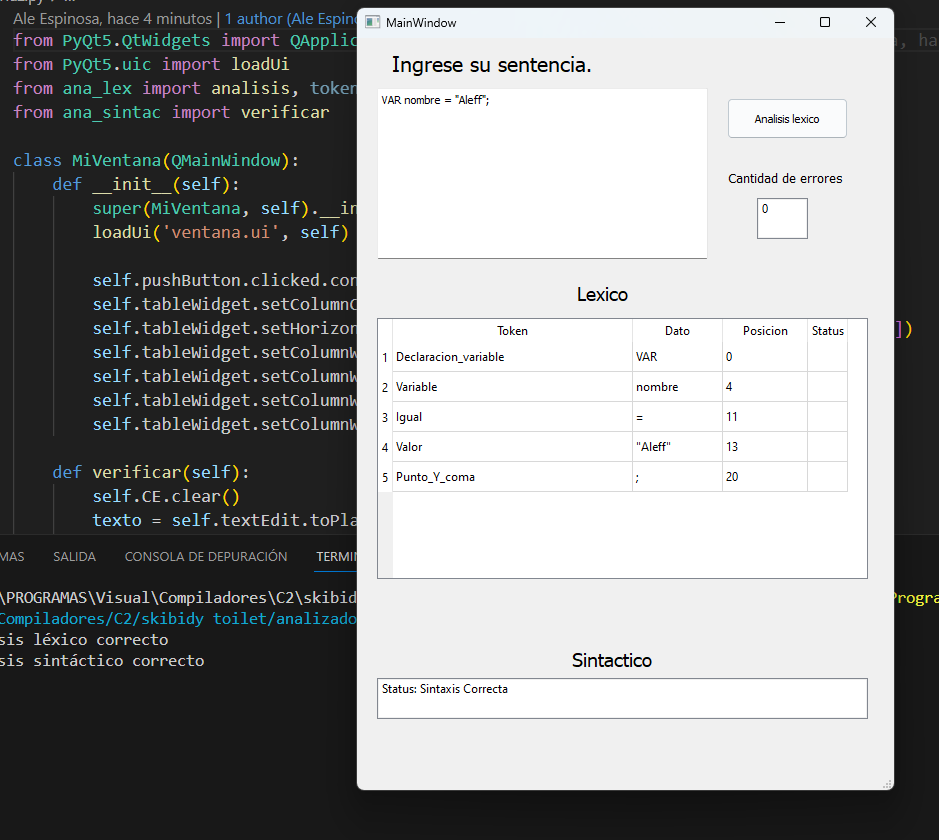 Ale Espinosa, hace 4 minutos | 1 author (Ale Espinosa
from PyQt5.QtWidgets import QApplic
from PyQt5.uic import loadUi
from ana_lex import analisis, token
from ana_sintac import verificar
class MiVentana(QMainWindow):
def __init__(self):
super(MiVentana, self).__in
loadUi('ventana.ui', self)
self.pushButton.clicked.con
self.tableWidget.setColumnC
self.tableWidget.setHorizon
])
self.tableWidget.setColumnW
self.tableWidget.setColumnW
self.tableWidget.setColumnW
self.tableWidget.setColumnW
def verificar(self):
self.CE.clear()
texto = self.textEdit.toPla
MAS SALIDA CONSOLA DE DEPURACIÓN TERMIN
\PROGRAMAS\Visual\Compiladores\C2\skibid
Progra
Compiladores/C2/skibidy toilet/analizado
sis léxico correcto
sis sintáctico correcto
MainWindow
Ingrese su sentencia.
VAR nombre = "Aleff";
Analisis lexico
Cantidad de errores
0
Lexico
Token Dato Posicion Status
1 Declaracion_variable VAR 0
2 Variable nombre 4
3 Igual = 11
4 Valor "Aleff" 13
5 Punto_Y_coma ; 20
Sintactico
Status: Sintaxis Correcta